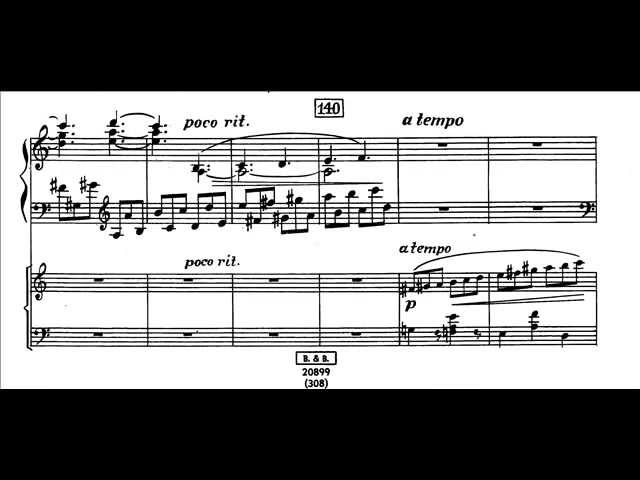 140
poco rit.
a tempo
poco rit.
a tempo
p
B. & B.
20899
(308)